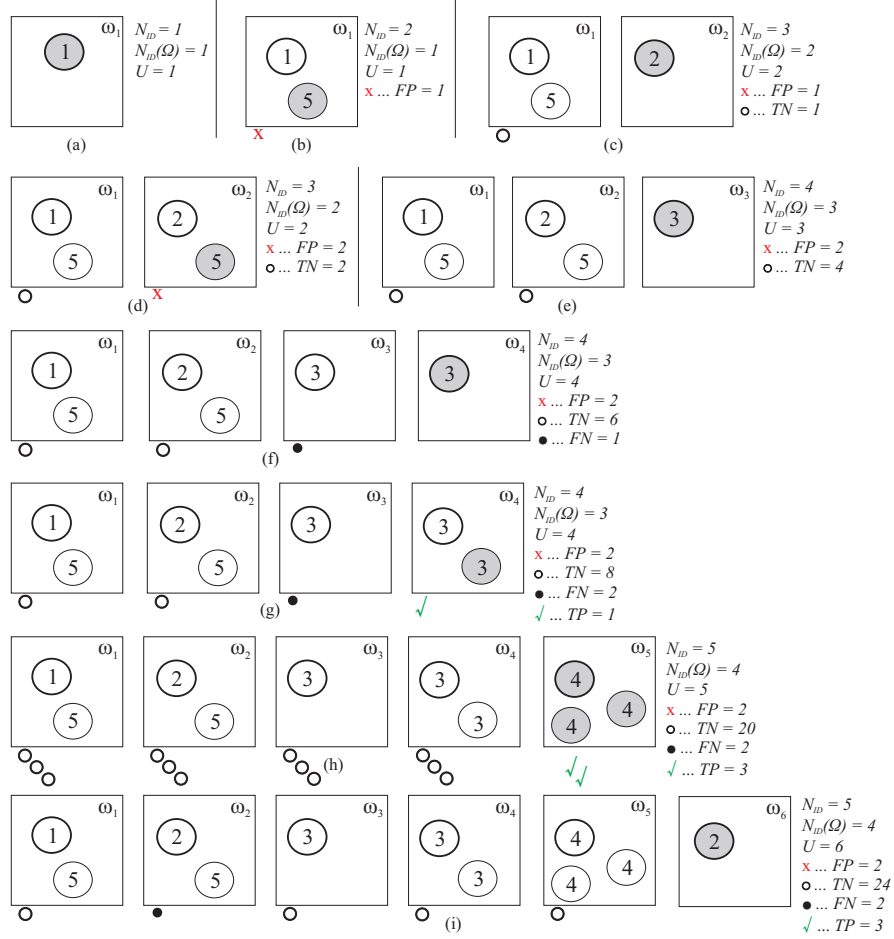 ω1
1
N_ID = 1
N_ID(Ω) = 1
U = 1
(a)
ω1
1
5
x
N_ID = 2
N_ID(Ω) = 1
U = 1
x ... FP = 1
(b)
ω1
1
5
ω2
2
N_ID = 3
N_ID(Ω) = 2
U = 2
x ... FP = 1
... TN = 1
(c)
ω1
1
5
ω2
2
5
x
N_ID = 3
N_ID(Ω) = 2
U = 2
x ... FP = 2
... TN = 2
(d)
ω1
1
5
ω2
2
5
ω3
3
N_ID = 4
N_ID(Ω) = 3
U = 3
x ... FP = 2
... TN = 4
(e)
ω1
1
5
ω2
2
5
ω3
3
ω4
3
N_ID = 4
N_ID(Ω) = 3
U = 4
x ... FP = 2
... TN = 6
... FN = 1
(f)
ω1
1
5
ω2
2
5
ω3
3
ω4
3
3
√
N_ID = 4
N_ID(Ω) = 3
U = 4
x ... FP = 2
... TN = 8
... FN = 2
√ ... TP = 1
(g)
ω1
1
5
ω2
2
5
ω3
3
ω4
3
3
ω5
4
4
4
√√
N_ID = 5
N_ID(Ω) = 4
U = 5
x ... FP = 2
... TN = 20
... FN = 2
√ ... TP = 3
(h)
ω1
1
5
ω2
2
5
ω3
3
ω4
3
3
ω5
4
4
4
ω6
2
N_ID = 5
N_ID(Ω) = 4
U = 6
x ... FP = 2
... TN = 24
... FN = 2
√ ... TP = 3
(i)